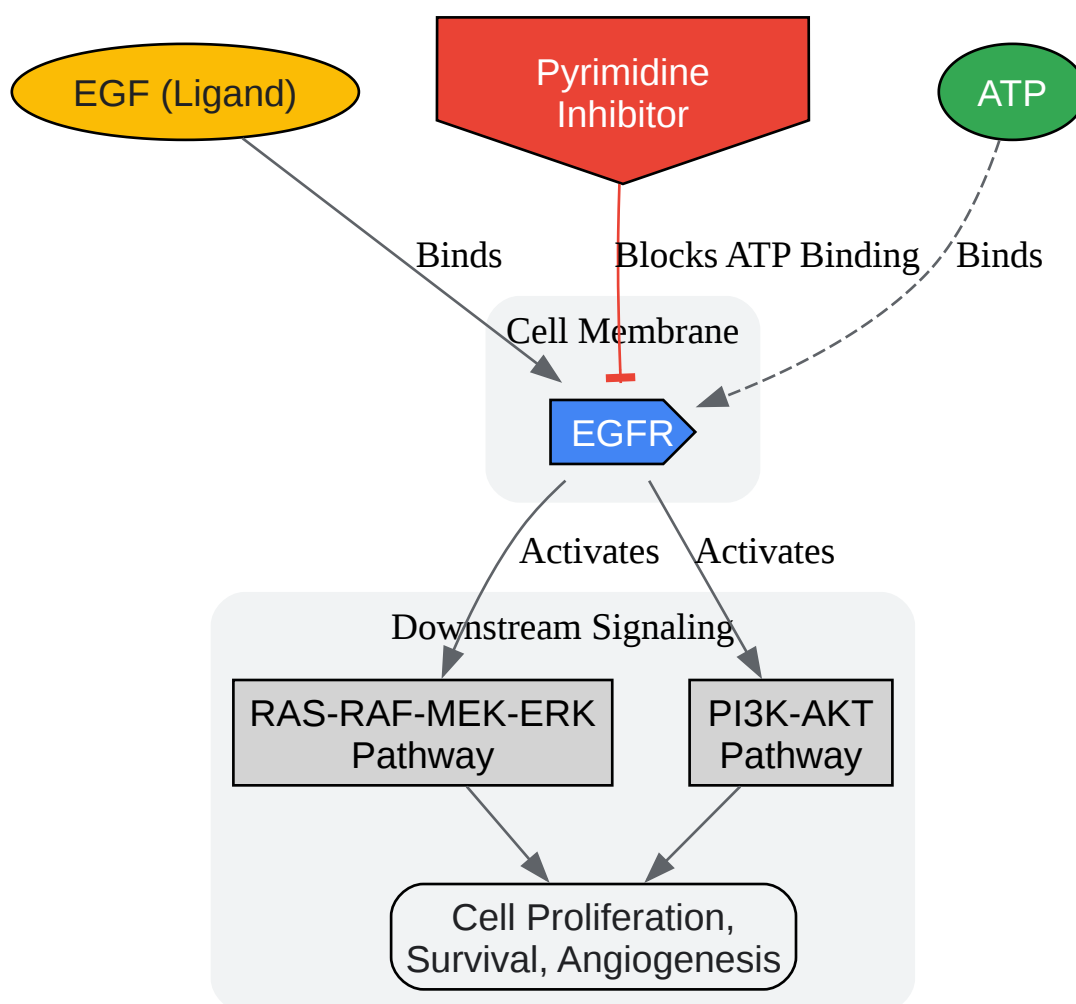 EGF (Ligand)
Pyrimidine
Inhibitor
ATP
Binds
Blocks ATP Binding
Binds
Cell Membrane
EGFR
Activates
Activates
Downstream Signaling
RAS-RAF-MEK-ERK
Pathway
PI3K-AKT
Pathway
Cell Proliferation,
Survival, Angiogenesis